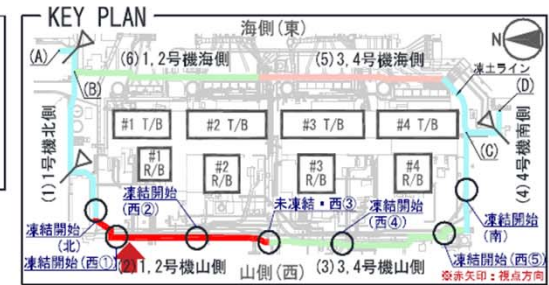 KEY PLAN
海側(東)
N
(A)
(6)1,2号機海側
(5)3,4号機海側
凍土ライン
(B)
(D)
#1 T/B
#2 T/B
#3 T/B
#4 T/B
(C)
(1)1号機北側
(4)4号機南側
#1
R/B
#2
R/B
#3
R/B
#4
R/B
凍結開始
(西②)
未凍結・西③
凍結開始
(西④)
凍結開始
(北)
凍結開始
(南)
凍結開始(西①)
(2)1,2号機山側
山側(西)
(3)3,4号機山側
凍結開始(西⑤)
※赤矢印：視点方向